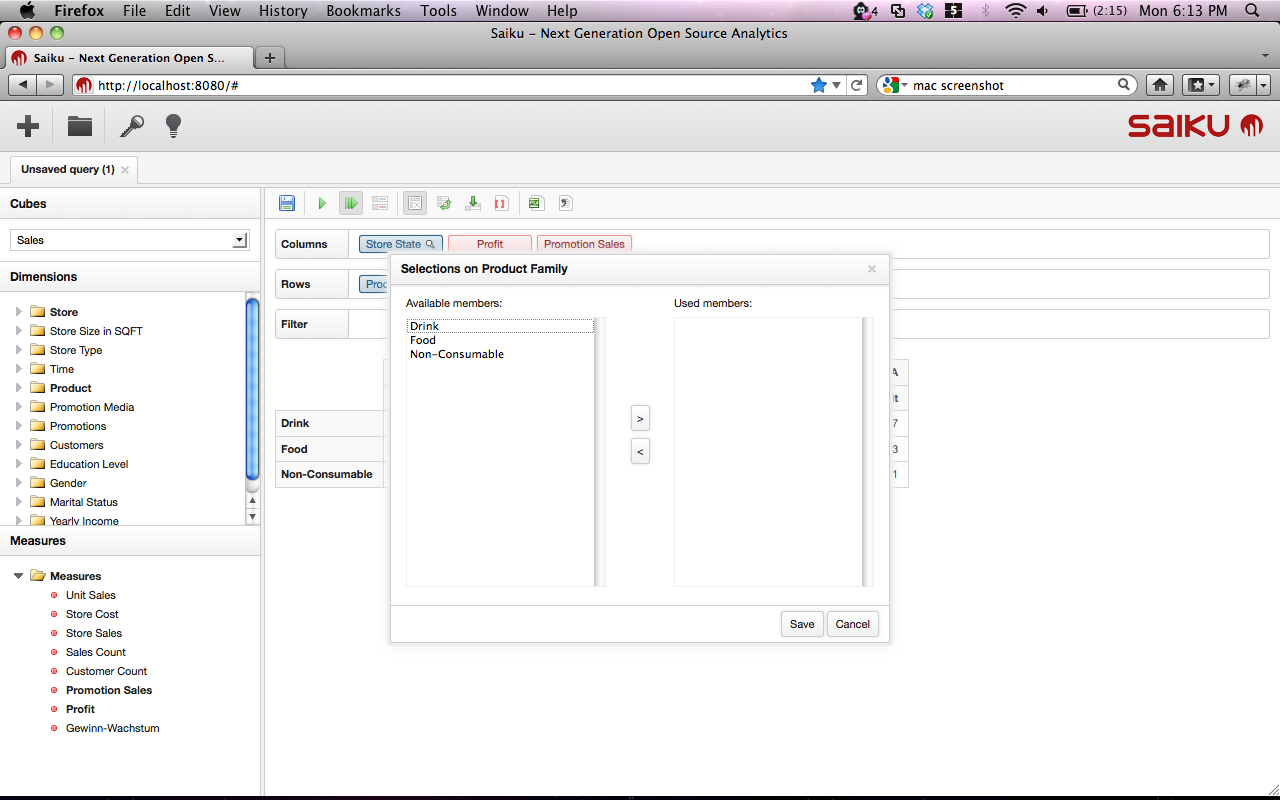 Firefox File Edit View History Bookmarks Tools Window Help 4 5 (2:15) Mon 6:13 PM
Saiku – Next Generation Open Source Analytics
Saiku – Next Generation Open S...
http://localhost:8080/# mac screenshot
saiku
Unsaved query (1)
Cubes
Sales
Dimensions
Store
Store Size in SQFT
Store Type
Time
Product
Promotion Media
Promotions
Customers
Education Level
Gender
Marital Status
Yearly Income
Measures
Measures
Unit Sales
Store Cost
Store Sales
Sales Count
Customer Count
Promotion Sales
Profit
Gewinn-Wachstum
Columns Store State Profit Promotion Sales
Rows
Filter
Drink 7
Food 3
Non-Consumable 1
Selections on Product Family ×
Available members: Used members:
Drink
Food
Non-Consumable
>
<
Save Cancel